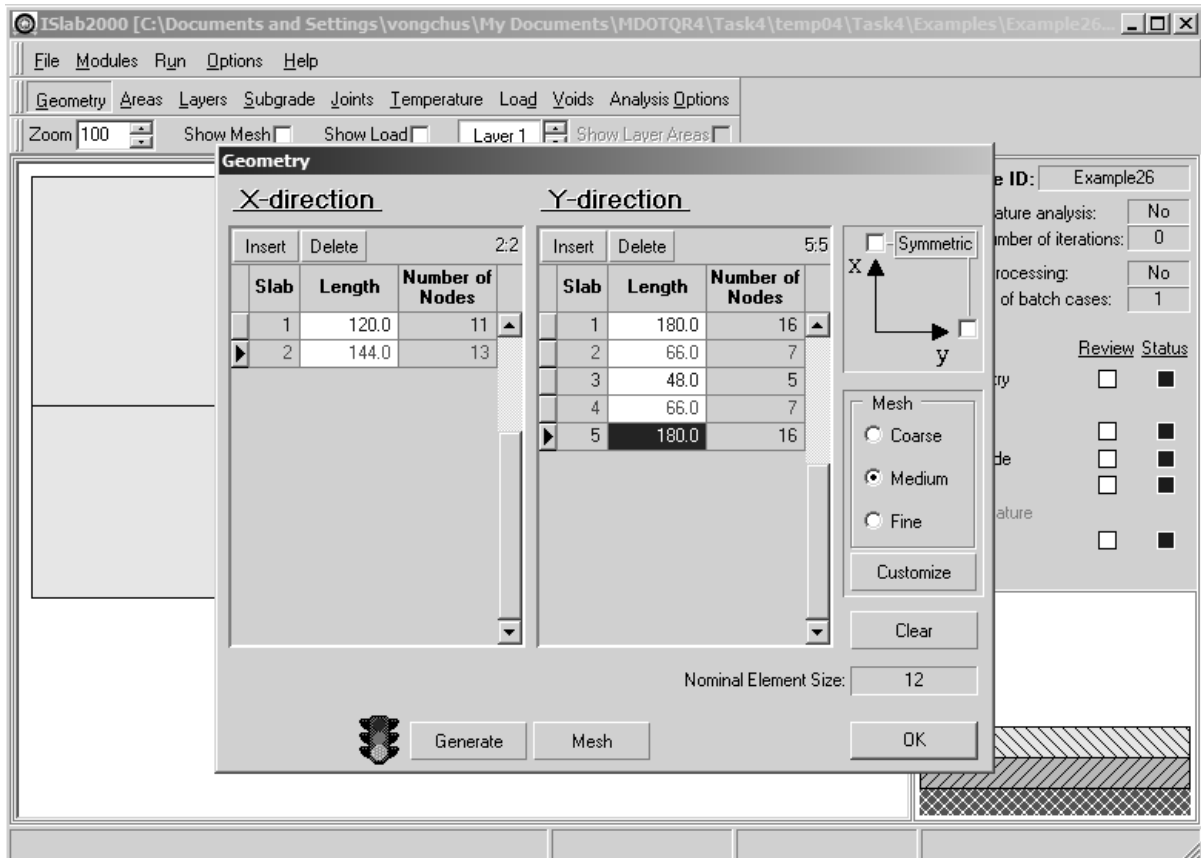 ISlab2000 [C:\Documents and Settings\vongchus\My Documents\MDOTQR4\Task4\temp04\Task4\Examples\Example26...
File Modules Run Options Help
Geometry Areas Layers Subgrade Joints Temperature Load Voids Analysis Options
Zoom 100 Show Mesh Show Load Layer 1 Show Layer Areas
Geometry
X-direction
Insert Delete 2:2
Slab Length Number of Nodes
1 120.0 11
2 144.0 13
Y-direction
Insert Delete 5:5
Slab Length Number of Nodes
1 180.0 16
2 66.0 7
3 48.0 5
4 66.0 7
5 180.0 16
Symmetric
x
y
Mesh
Coarse
Medium
Fine
Customize
Clear
Nominal Element Size: 12
Generate Mesh OK
e ID: Example26
ature analysis: No
mber of iterations: 0
rocessing: No
of batch cases: 1
Review Status
ry
de
ature